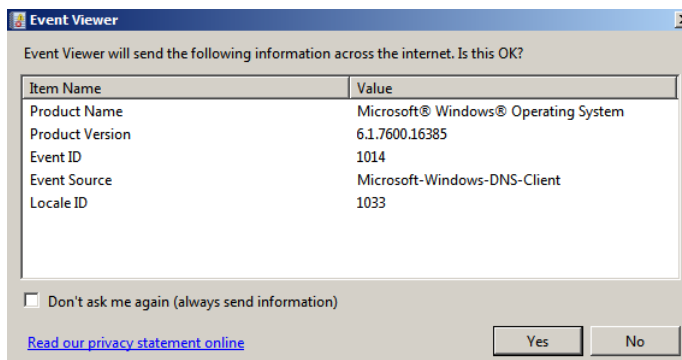 Event Viewer
Event Viewer will send the following information across the internet. Is this OK?
Item Name Value
Product Name Microsoft® Windows® Operating System
Product Version 6.1.7600.16385
Event ID 1014
Event Source Microsoft-Windows-DNS-Client
Locale ID 1033
Don't ask me again (always send information)
Read our privacy statement online Yes No